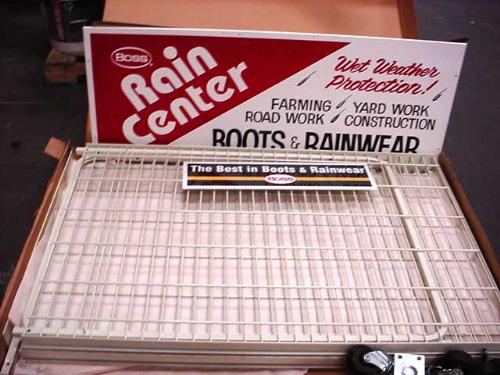 BOSS
Rain
Center
Wet Weather
Protection!
FARMING YARD WORK
ROAD WORK CONSTRUCTION
BOOTS & RAINWEAR
The Best in Boots & Rainwear
BOSS